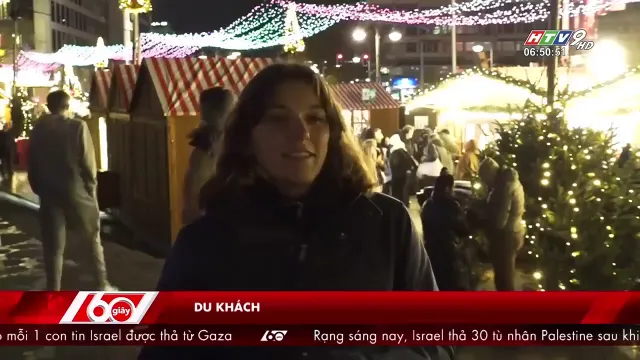 HTV9 HD
06:50:51
60 giây
DU KHÁCH
mỗi 1 con tin Israel được thả từ Gaza 60 Rạng sáng nay, Israel thả 30 tù nhân Palestine sau khi